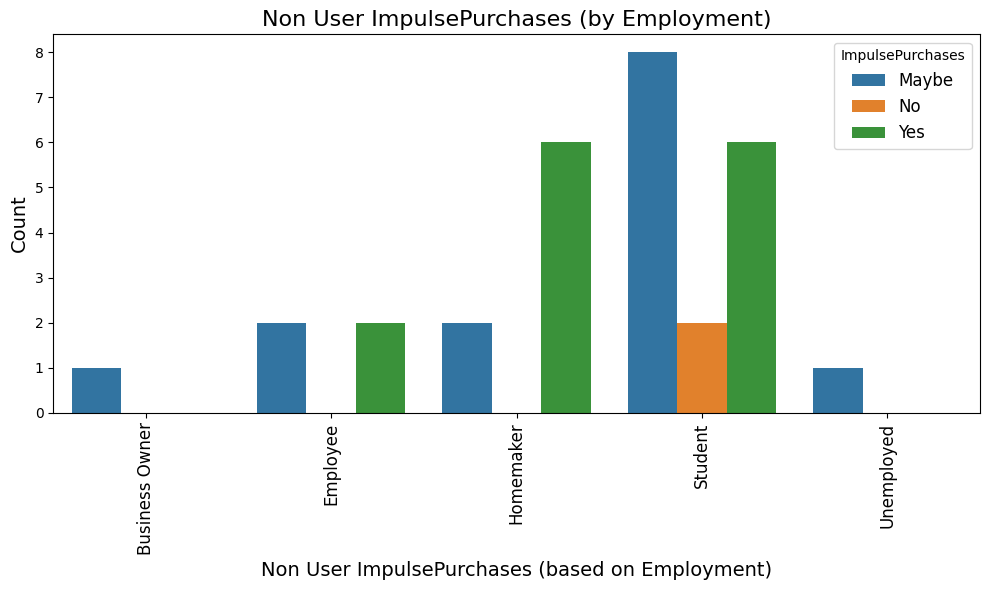 Non User ImpulsePurchases (by Employment)
ImpulsePurchases
Maybe
No
Yes
Count
8
7
6
5
4
3
2
1
0
Business Owner
Employee
Homemaker
Student
Unemployed
Non User ImpulsePurchases (based on Employment)